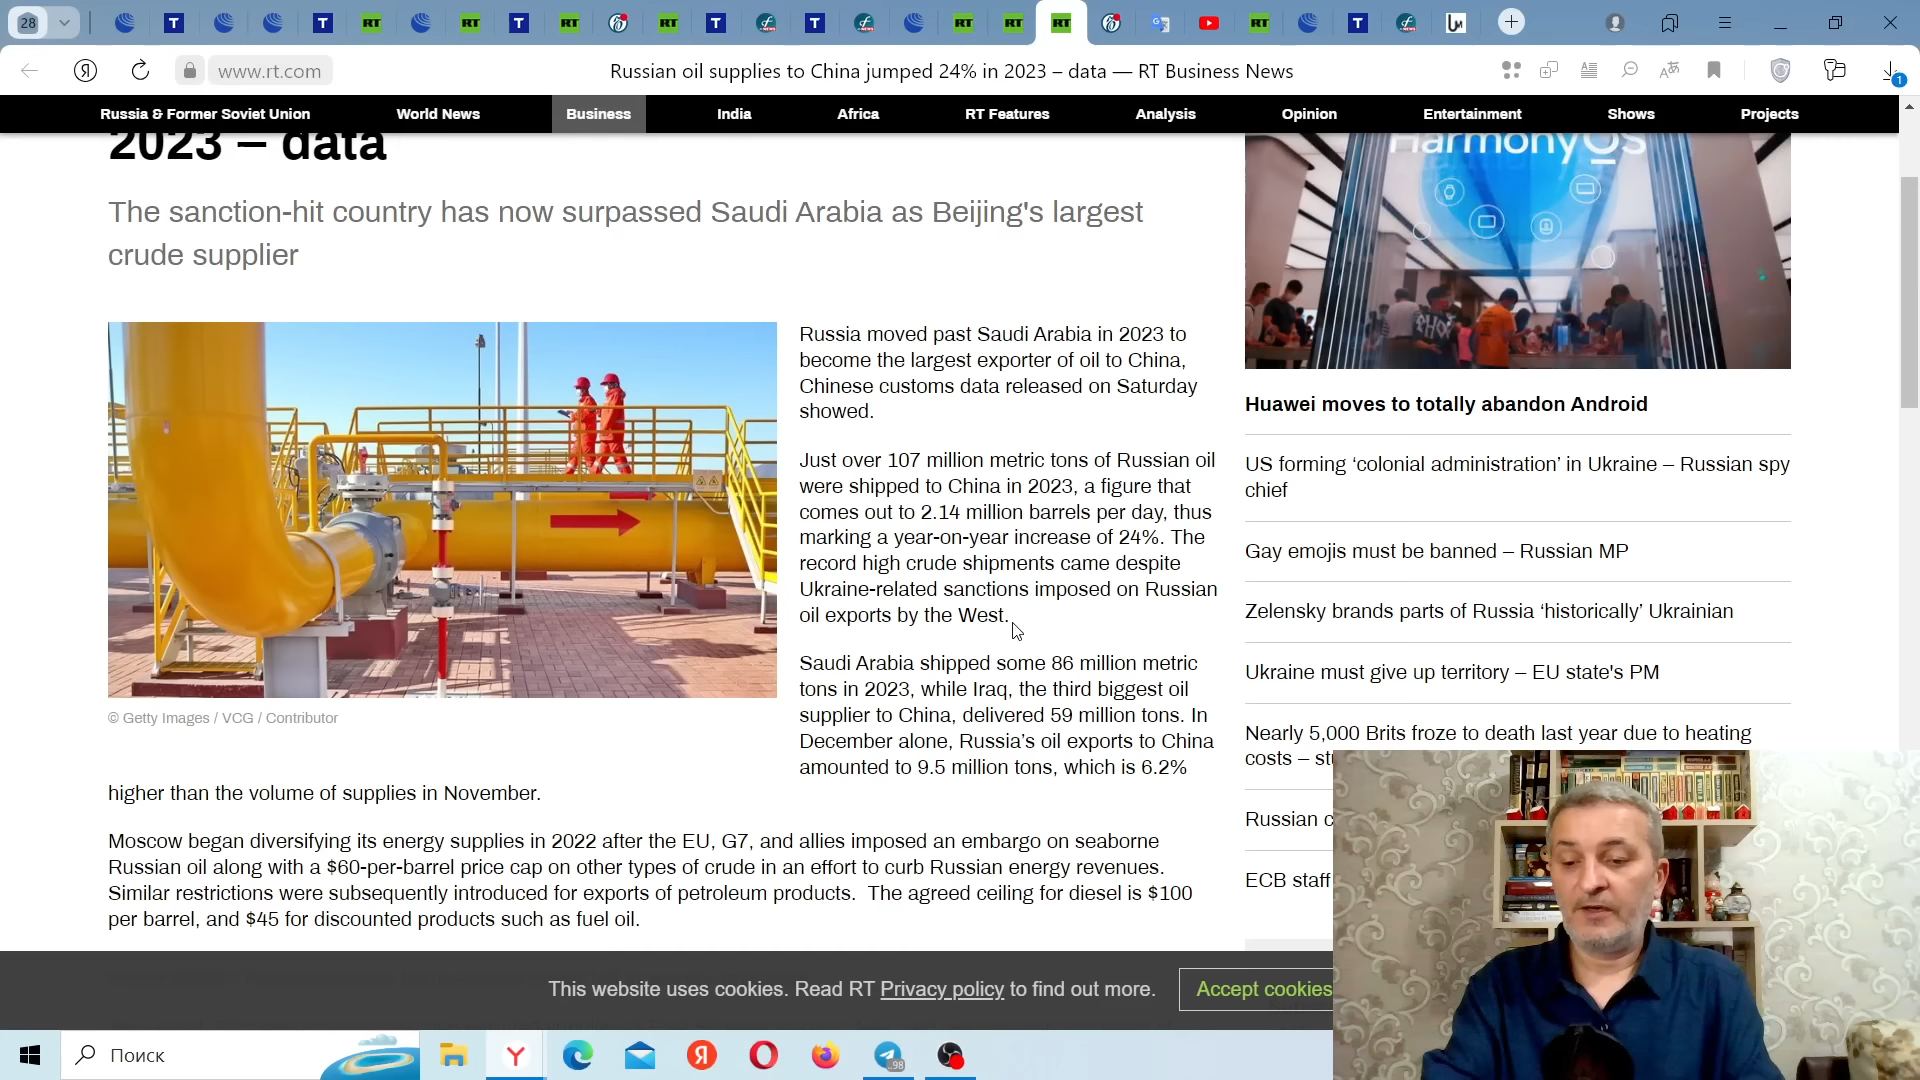 28
www.rt.com
Russian oil supplies to China jumped 24% in 2023 – data — RT Business News
1
Russia & Former Soviet Union
World News
Business
India
Africa
RT Features
Analysis
Opinion
Entertainment
Shows
Projects
2023 – data
The sanction-hit country has now surpassed Saudi Arabia as Beijing's largest
crude supplier
© Getty Images / VCG / Contributor
Russia moved past Saudi Arabia in 2023 to
become the largest exporter of oil to China,
Chinese customs data released on Saturday
showed.
Just over 107 million metric tons of Russian oil
were shipped to China in 2023, a figure that
comes out to 2.14 million barrels per day, thus
marking a year-on-year increase of 24%. The
record high crude shipments came despite
Ukraine-related sanctions imposed on Russian
oil exports by the West.
Saudi Arabia shipped some 86 million metric
tons in 2023, while Iraq, the third biggest oil
supplier to China, delivered 59 million tons. In
December alone, Russia’s oil exports to China
amounted to 9.5 million tons, which is 6.2%
higher than the volume of supplies in November.
Moscow began diversifying its energy supplies in 2022 after the EU, G7, and allies imposed an embargo on seaborne
Russian oil along with a $60-per-barrel price cap on other types of crude in an effort to curb Russian energy revenues.
Similar restrictions were subsequently introduced for exports of petroleum products.  The agreed ceiling for diesel is $100
per barrel, and $45 for discounted products such as fuel oil.
HarmonyOS
Huawei moves to totally abandon Android
US forming ‘colonial administration’ in Ukraine – Russian spy
chief
Gay emojis must be banned – Russian MP
Zelensky brands parts of Russia ‘historically’ Ukrainian
Ukraine must give up territory – EU state's PM
Nearly 5,000 Brits froze to death last year due to heating
costs –
Russian
ECB staff
This website uses cookies. Read RT Privacy policy to find out more.
Accept cookies
Поиск
98